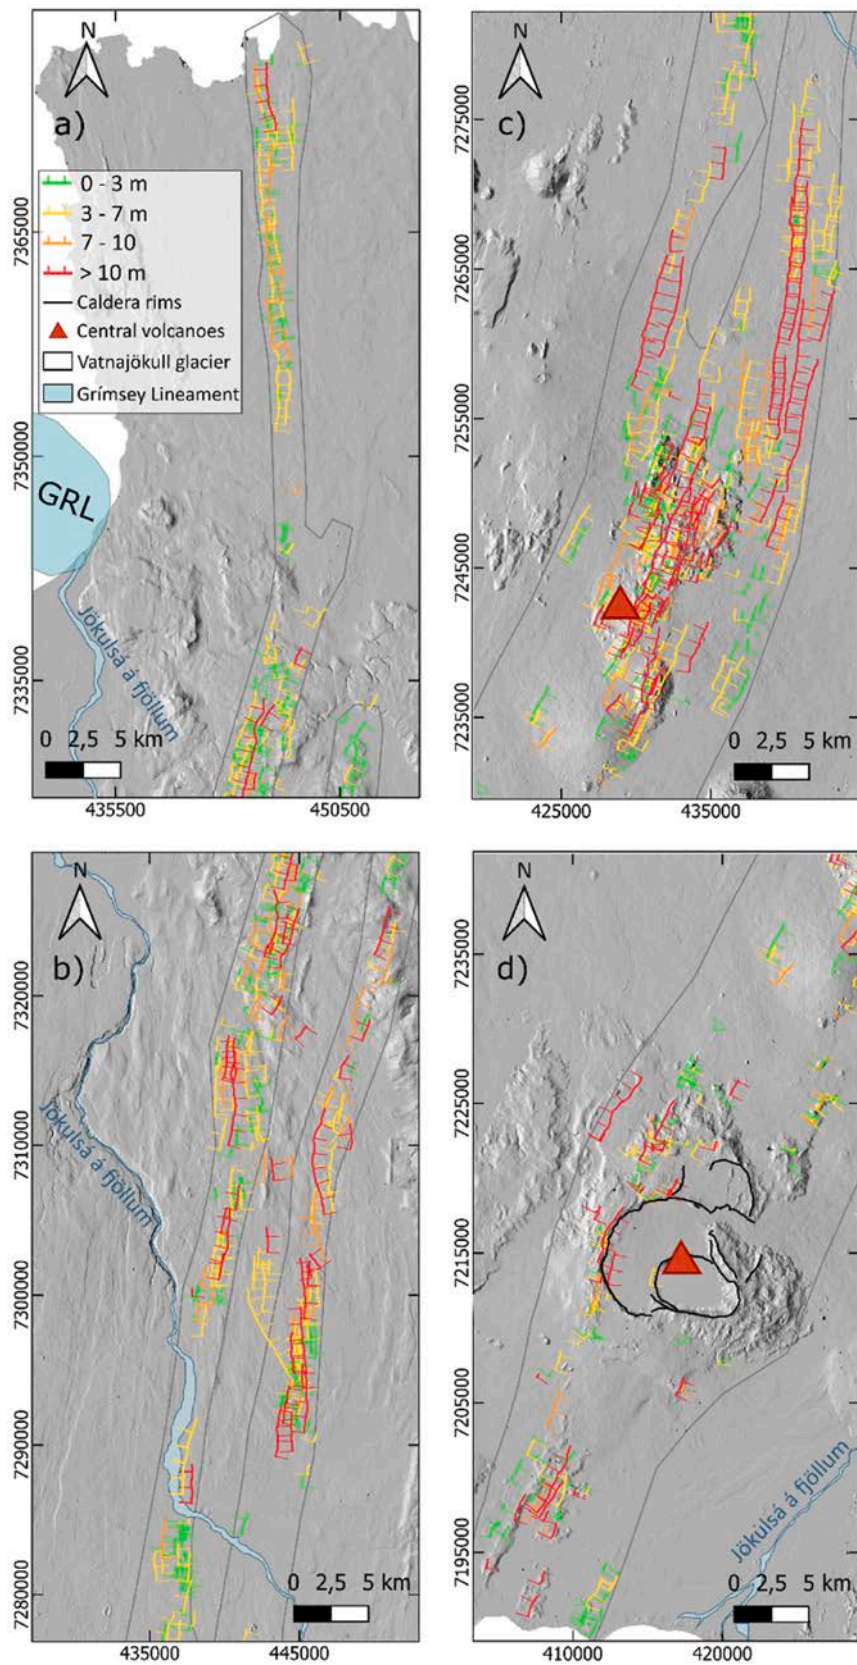 N
a)
0 - 3 m
3 - 7 m
7 - 10
> 10 m
Caldera rims
Central volcanoes
Vatnajökull glacier
Grímsey Lineament
GRL
Jökulsá á fjöllum
0 2,5 5 km
7365000
7350000
7335000
435500 450505
N
c)
7275000
7265000
7255000
7245000
7235000
0 2,5 5 km
425000 435000
N
b)
Jökulsá á fjöllum
7320000
7310000
7300000
7290000
7280000
0 2,5 5 km
435000 445000
N
d)
7235000
7225000
7215000
7205000
7195000
Jökulsá á fjöllum
0 2,5 5 km
410000 420000